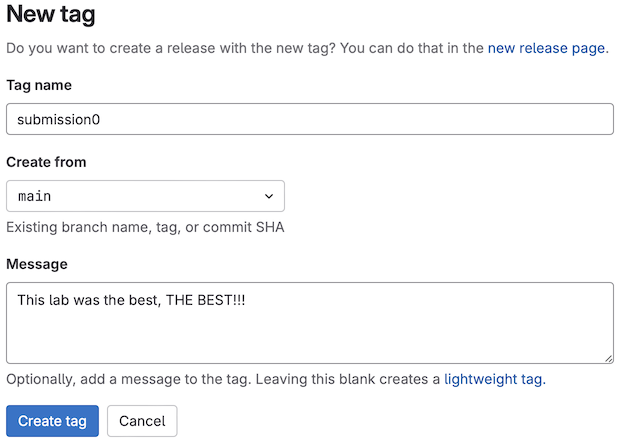 New tag
Do you want to create a release with the new tag? You can do that in the new release page.
Tag name
submission0
Create from
main
Existing branch name, tag, or commit SHA
Message
This lab was the best, THE BEST!!!
Optionally, add a message to the tag. Leaving this blank creates a lightweight tag.
Create tag Cancel